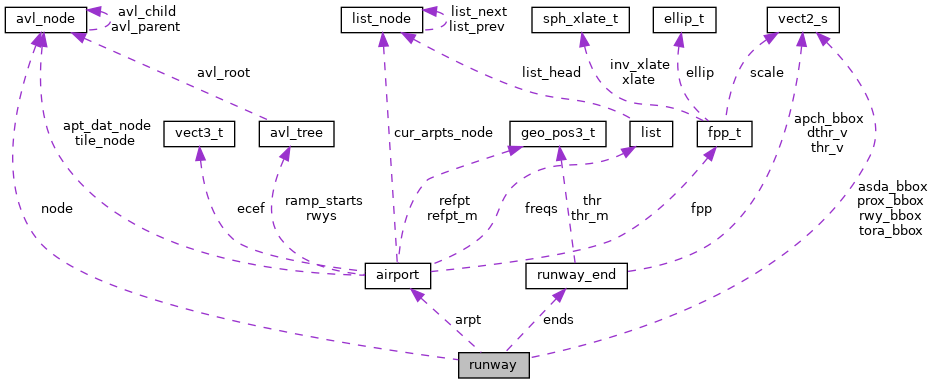 avl_node
avl_child
avl_parent
list_node
list_next
list_prev
sph_xlate_t
ellip_t
vect2_s
avl_root
list_head
inv_xlate
xlate
ellip
scale
apt_dat_node
tile_node
vect3_t
avl_tree
cur_arpts_node
geo_pos3_t
list
fpp_t
apch_bbox
dthr_v
thr_v
node
ecef
ramp_starts
rwys
refpt
refpt_m
freqs
thr
thr_m
fpp
asda_bbox
prox_bbox
rwy_bbox
tora_bbox
airport
runway_end
arpt
ends
runway